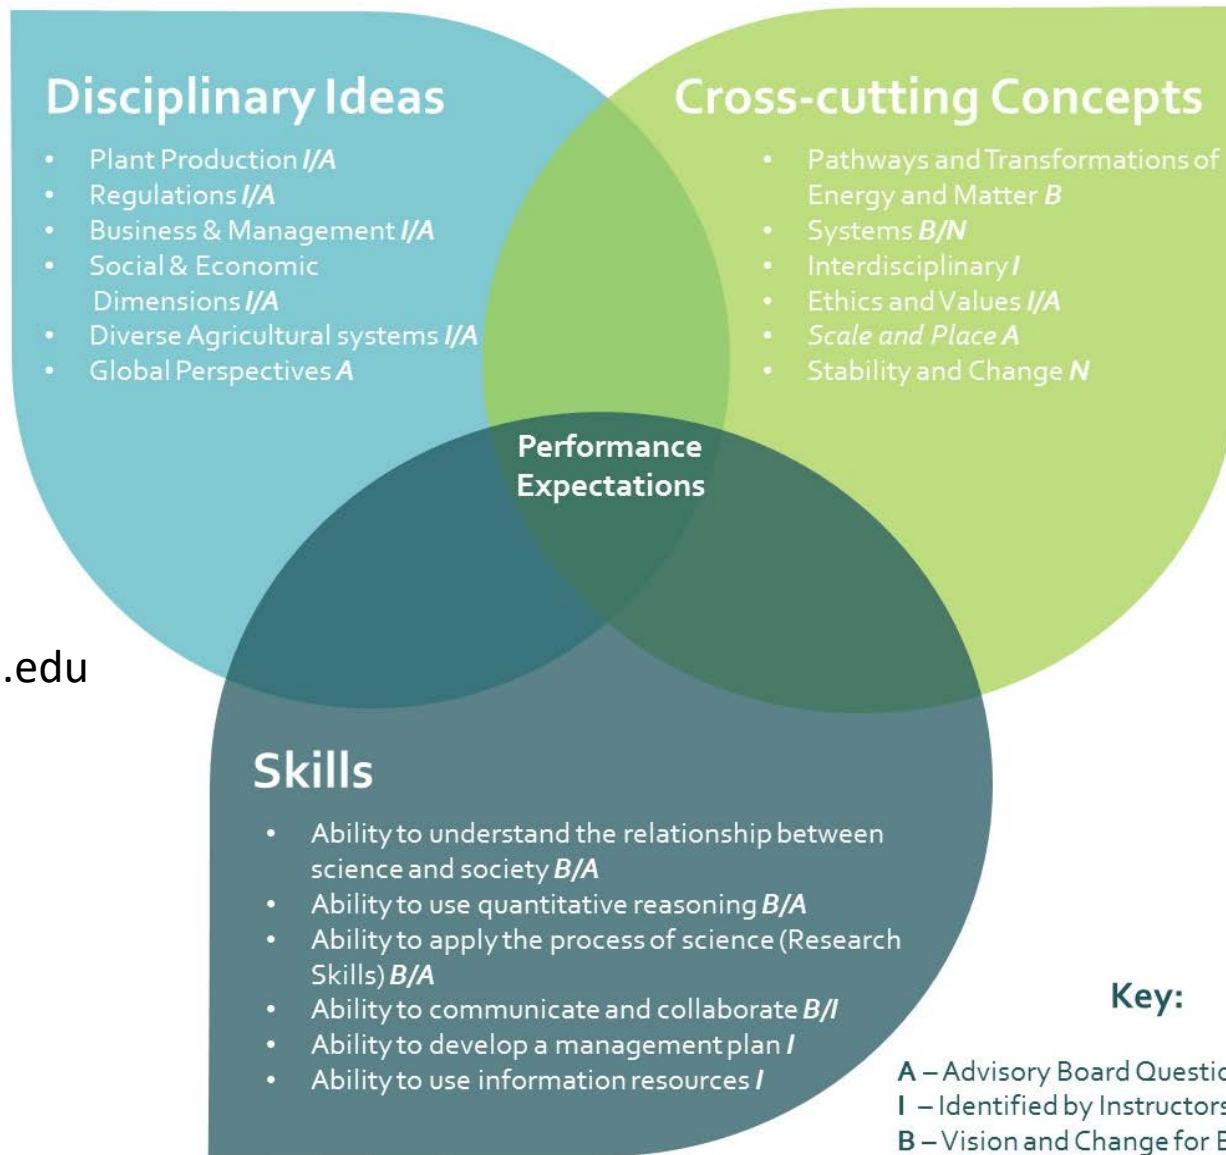 Disciplinary Ideas
• Plant Production I/A
• Regulations I/A
• Business & Management I/A
• Social & Economic
Dimensions I/A
• Diverse Agricultural systems I/A
• Global Perspectives A
Cross-cutting Concepts
• Pathways and Transformations of
Energy and Matter B
• Systems B/N
• Interdisciplinary I
• Ethics and Values I/A
• Scale and Place A
• Stability and Change N
Performance
Expectations
.edu
Skills
• Ability to understand the relationship between
science and society B/A
• Ability to use quantitative reasoning B/A
• Ability to apply the process of science (Research
Skills) B/A
• Ability to communicate and collaborate B/I
• Ability to develop a management plan I
• Ability to use information resources I
Key:
A – Advisory Board
I – Identified by Instructors
B – Vision and Change for